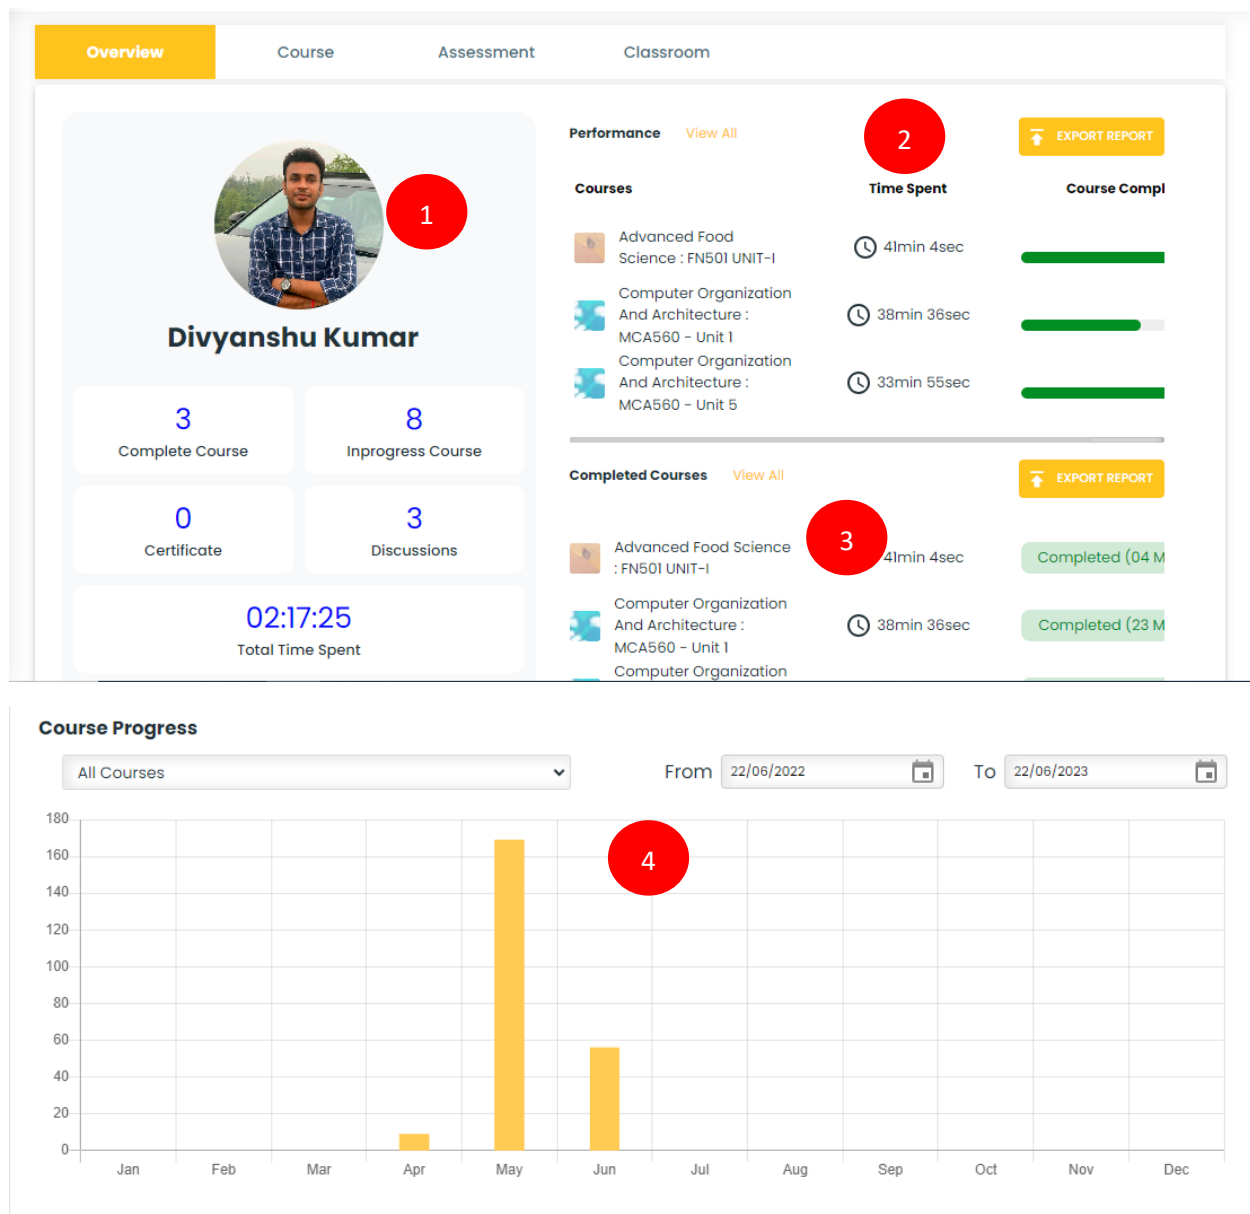 Overview Course Assessment Classroom
1
Divyanshu Kumar
3 8
Complete Course Inprogress Course
0 3
Certificate Discussions
02:17:25
Total Time Spent
Performance View All 2 EXPORT REPORT
Courses Time Spent Course Compl
Advanced Food
Science : FN501 UNIT-I
41min 4sec
Computer Organization
And Architecture :
MCA560 - Unit 1
38min 36sec
Computer Organization
And Architecture :
MCA560 - Unit 5
33min 55sec
Completed Courses View All EXPORT REPORT
3
Advanced Food Science
: FN501 UNIT-I
41min 4sec Completed (04 M
Computer Organization
And Architecture :
MCA560 - Unit 1
38min 36sec Completed (23 M
Computer Organization
Course Progress
All Courses From 22/06/2022 To 22/06/2023
4
180
160
140
120
100
80
60
40
20
0
Jan Feb Mar Apr May Jun Jul Aug Sep Oct Nov Dec